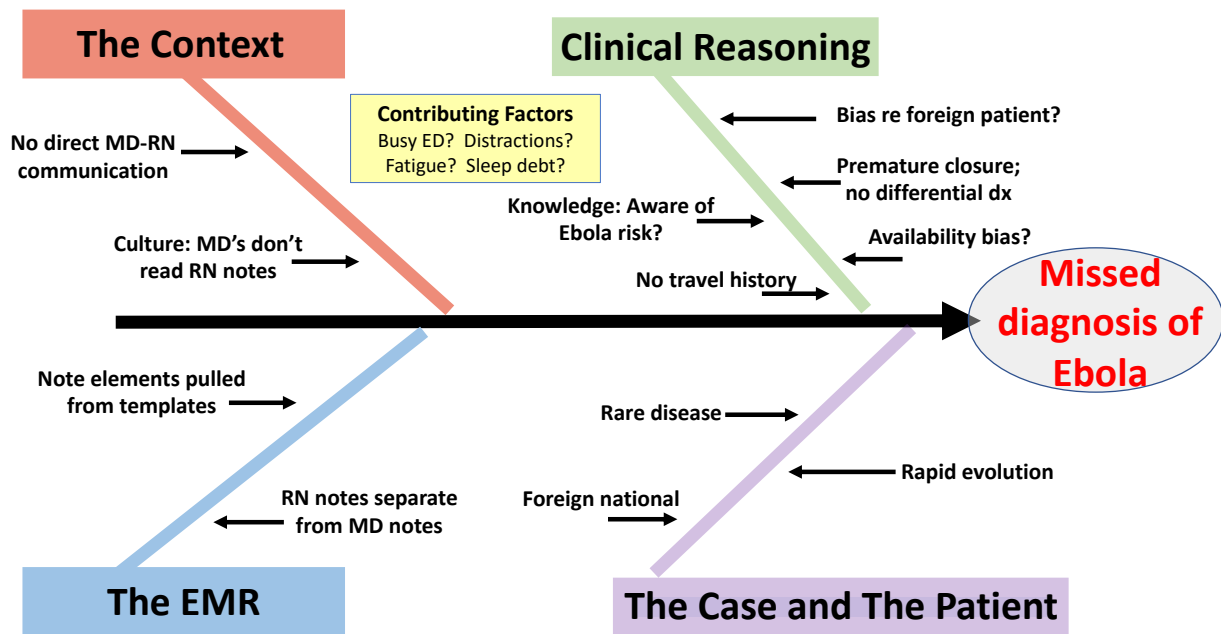 The Context
Clinical Reasoning
Contributing Factors
Busy ED?  Distractions?
Fatigue?  Sleep debt?
No direct MD-RN
communication
Culture: MD's don't
read RN notes
Bias re foreign patient?
Premature closure;
no differential dx
Knowledge: Aware of
Ebola risk?
Availability bias?
No travel history
Missed
diagnosis of
Ebola
Note elements pulled
from templates
RN notes separate
from MD notes
Rare disease
Rapid evolution
Foreign national
The EMR
The Case and The Patient